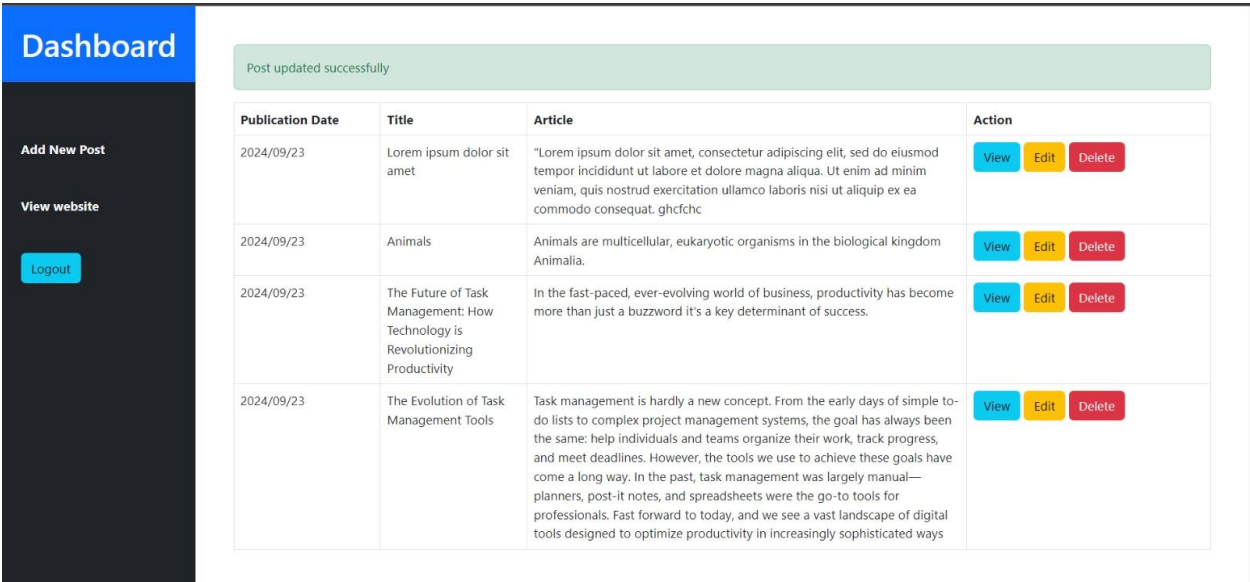 Dashboard
Add New Post
View website
Logout
Post updated successfully
Publication Date Title Article Action
2024/09/23
Lorem ipsum dolor sit
amet
"Lorem ipsum dolor sit amet, consectetur adipiscing elit, sed do eiusmod
tempor incididunt ut labore et dolore magna aliqua. Ut enim ad minim
veniam, quis nostrud exercitation ullamco laboris nisi ut aliquip ex ea
commodo consequat. ghcfchc
View Edit Delete
2024/09/23
Animals
Animals are multicellular, eukaryotic organisms in the biological kingdom
Animalia.
View Edit Delete
2024/09/23
The Future of Task
Management: How
Technology is
Revolutionizing
Productivity
In the fast-paced, ever-evolving world of business, productivity has become
more than just a buzzword it's a key determinant of success.
View Edit Delete
2024/09/23
The Evolution of Task
Management Tools
Task management is hardly a new concept. From the early days of simple to-
do lists to complex project management systems, the goal has always been
the same: help individuals and teams organize their work, track progress,
and meet deadlines. However, the tools we use to achieve these goals have
come a long way. In the past, task management was largely manual—
planners, post-it notes, and spreadsheets were the go-to tools for
professionals. Fast forward to today, and we see a vast landscape of digital
tools designed to optimize productivity in increasingly sophisticated ways
View Edit Delete